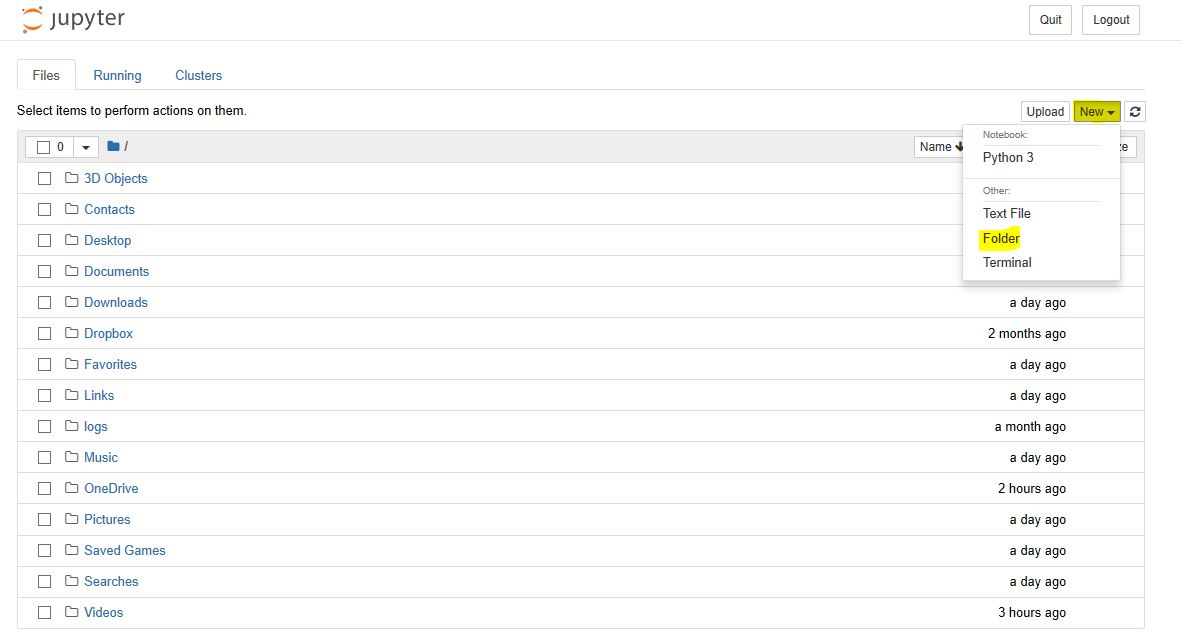 jupyter Quit Logout
Files Running Clusters
Select items to perform actions on them. Upload New
0 / Name ze
Notebook:
Python 3
Other:
Text File
Folder
Terminal
3D Objects
Contacts
Desktop
Documents
Downloads a day ago
Dropbox 2 months ago
Favorites a day ago
Links a day ago
logs a month ago
Music a day ago
OneDrive 2 hours ago
Pictures a day ago
Saved Games a day ago
Searches a day ago
Videos 3 hours ago